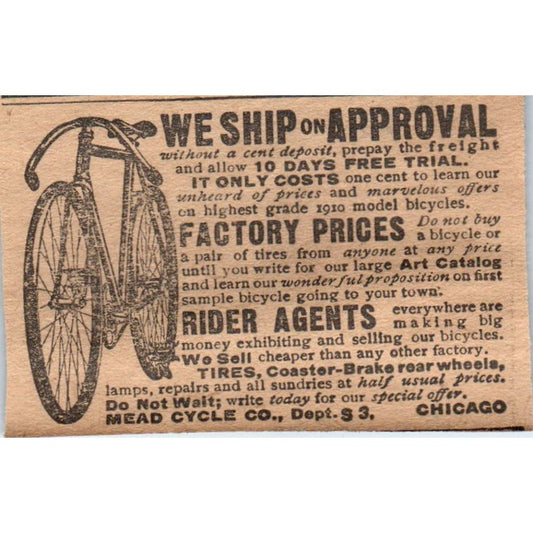 WE SHIP ON APPROVAL
without a cent deposit, prepay the freight
and allow 10 DAYS FREE TRIAL.
IT ONLY COSTS one cent to learn our
unheard of prices and marvelous offers
on highest grade 1910 model bicycles.
FACTORY PRICES Do not buy
a bicycle or
a pair of tires from anyone at any price
until you write for our large Art Catalog
and learn our wonderful proposition on first
sample bicycle going to your town.
RIDER AGENTS everywhere are
making big
money exhibiting and selling our bicycles.
We Sell cheaper than any other factory.
TIRES, Coaster-Brake rear wheels,
lamps, repairs and all sundries at half usual prices.
Do Not Wait; write today for our special offer.
MEAD CYCLE CO., Dept. S 3. CHICAGO